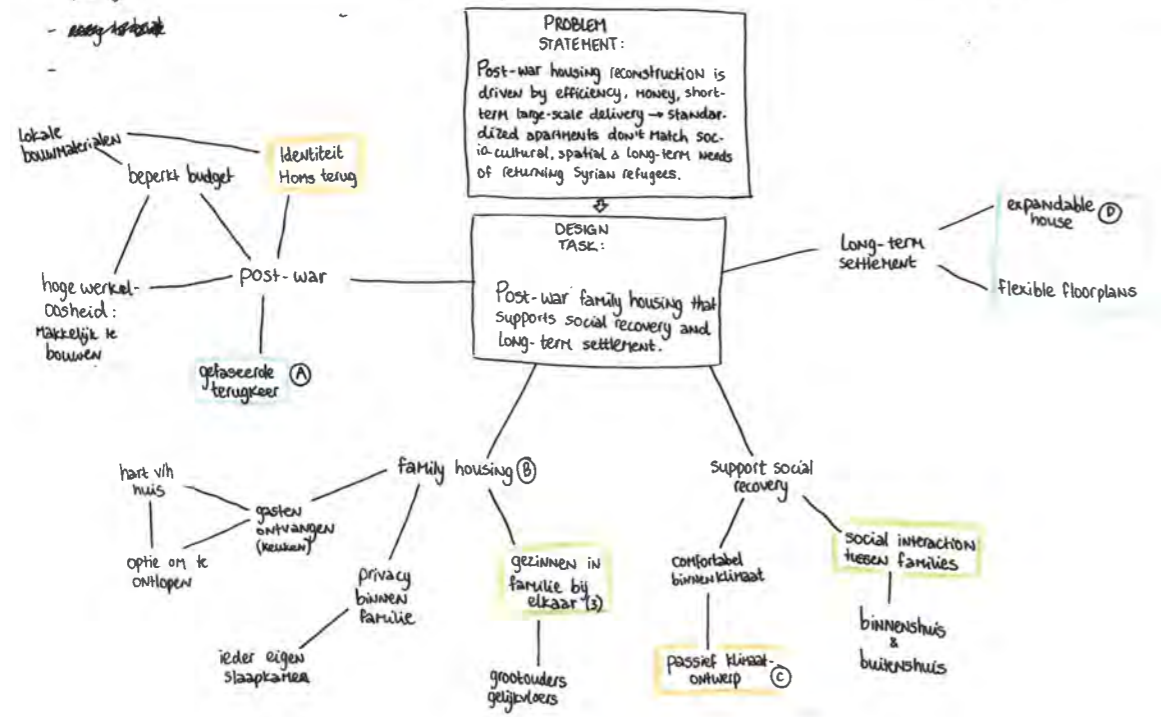 PROBLEM
STATEMENT:
Post-war housing reconstruction is
driven by efficiency, money, short-
term large-scale delivery → standar-
dized apartments don't match soc-
io-cultural, spatial & long-term needs
of returning Syrian refugees.
DESIGN
TASK:
Post-war family housing that
supports social recovery and
long-term settlement.
lokale
bouwmaterialen
beperkt budget
Identiteit
Homs terug
hoge werkel-
oosheid:
Makkelijk te
bouwen
post-war
gefaseerde
terugkeer
A
Long-term
settlement
expandable
house
D
flexible floorplans
family housing
B
hart v/h
huis
gasten
ontvangen
(keuken)
optie om te
ontlopen
privacy
binnen
familie
ieder eigen
slaapkamer
gezinnen in
familie bij
elkaar (3)
grootouders
gelijkvloers
support social
recovery
comfortabel
binnenklimaat
passief klimaat-
ontwerp
C
social interaction
tussen families
binnenshuis
&
buitenshuis